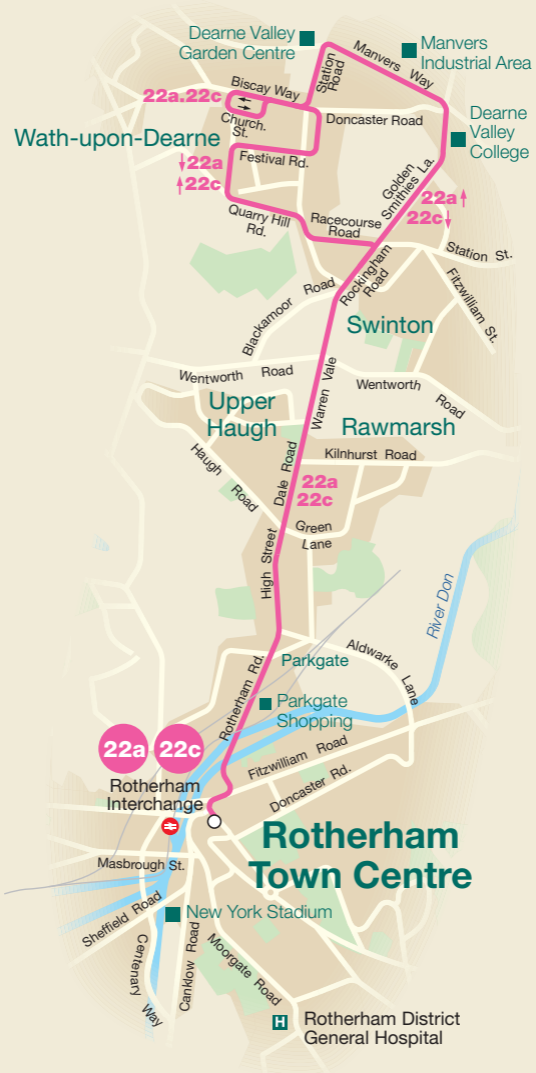 Dearne Valley
Garden Centre
Manvers
Industrial Area
Manvers Way
Station
Road
Biscay Way
22a.22c
Church.
St.
Doncaster Road
Dearne
Valley
College
Wath-upon-Dearne
22a
22c
Festival Rd.
Golden
Smithies La.
22a
22c
Quarry Hill
Rd.
Racecourse
Road
Station St.
Rockingham
Road
Fitzwilliam St.
Blackamoor Road
Swinton
Wentworth Road
Warren Vale
Wentworth
Road
Upper
Haugh
Rawmarsh
Haugh Road
Dale Road
Kilnhurst Road
22a
22c
Green
Lane
High Street
River Don
Parkgate
Aldwarke Lane
Rotherham Rd.
Parkgate
Shopping
22a 22c
Fitzwilliam Road
Rotherham
Interchange
Doncaster Rd.
Rotherham
Town Centre
Masbrough St.
Sheffield Road
New York Stadium
Centenary Way
Canklow Road
Moorgate Road
H
Rotherham District
General Hospital